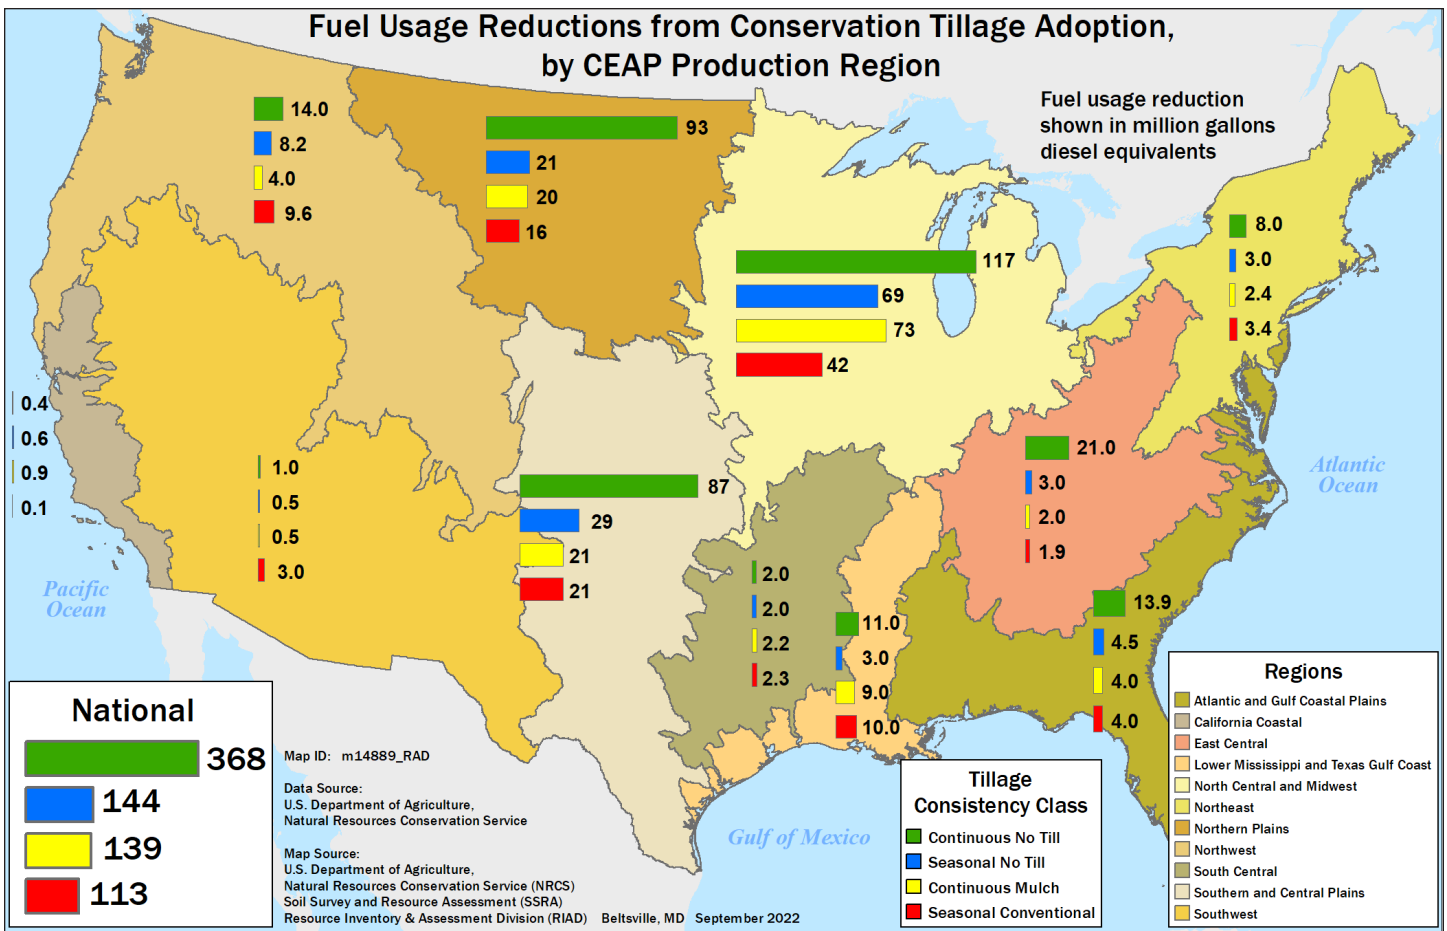 Fuel Usage Reductions from Conservation Tillage Adoption,
by CEAP Production Region
Fuel usage reduction
shown in million gallons
diesel equivalents
14.0
8.2
4.0
9.6
93
21
20
16
117
69
73
42
8.0
3.0
2.4
3.4
0.4
0.6
0.9
0.1
1.0
0.5
0.5
3.0
87
29
21
21
21.0
3.0
2.0
1.9
2.0
2.0
2.2
2.3
11.0
3.0
9.0
10.0
13.9
4.5
4.0
4.0
Pacific
Ocean
Atlantic
Ocean
Gulf of Mexico
National
368
144
139
113
Map ID: m14889_RAD
Data Source:
U.S. Department of Agriculture,
Natural Resources Conservation Service
Map Source:
U.S. Department of Agriculture,
Natural Resources Conservation Service (NRCS)
Soil Survey and Resource Assessment (SSRA)
Resource Inventory & Assessment Division (RIAD) Beltsville, MD September 2022
Tillage
Consistency Class
Continuous No Till
Seasonal No Till
Continuous Mulch
Seasonal Conventional
Regions
Atlantic and Gulf Coastal Plains
California Coastal
East Central
Lower Mississippi and Texas Gulf Coast
North Central and Midwest
Northeast
Northern Plains
Northwest
South Central
Southern and Central Plains
Southwest